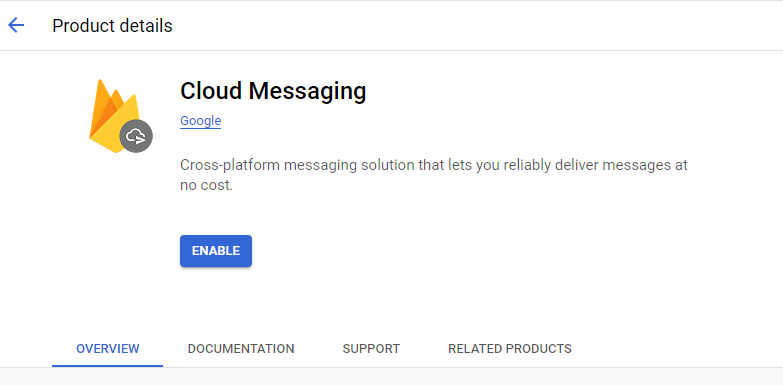 Product details
Cloud Messaging
Google
Cross-platform messaging solution that lets you reliably deliver messages at
no cost.
ENABLE
OVERVIEW DOCUMENTATION SUPPORT RELATED PRODUCTS